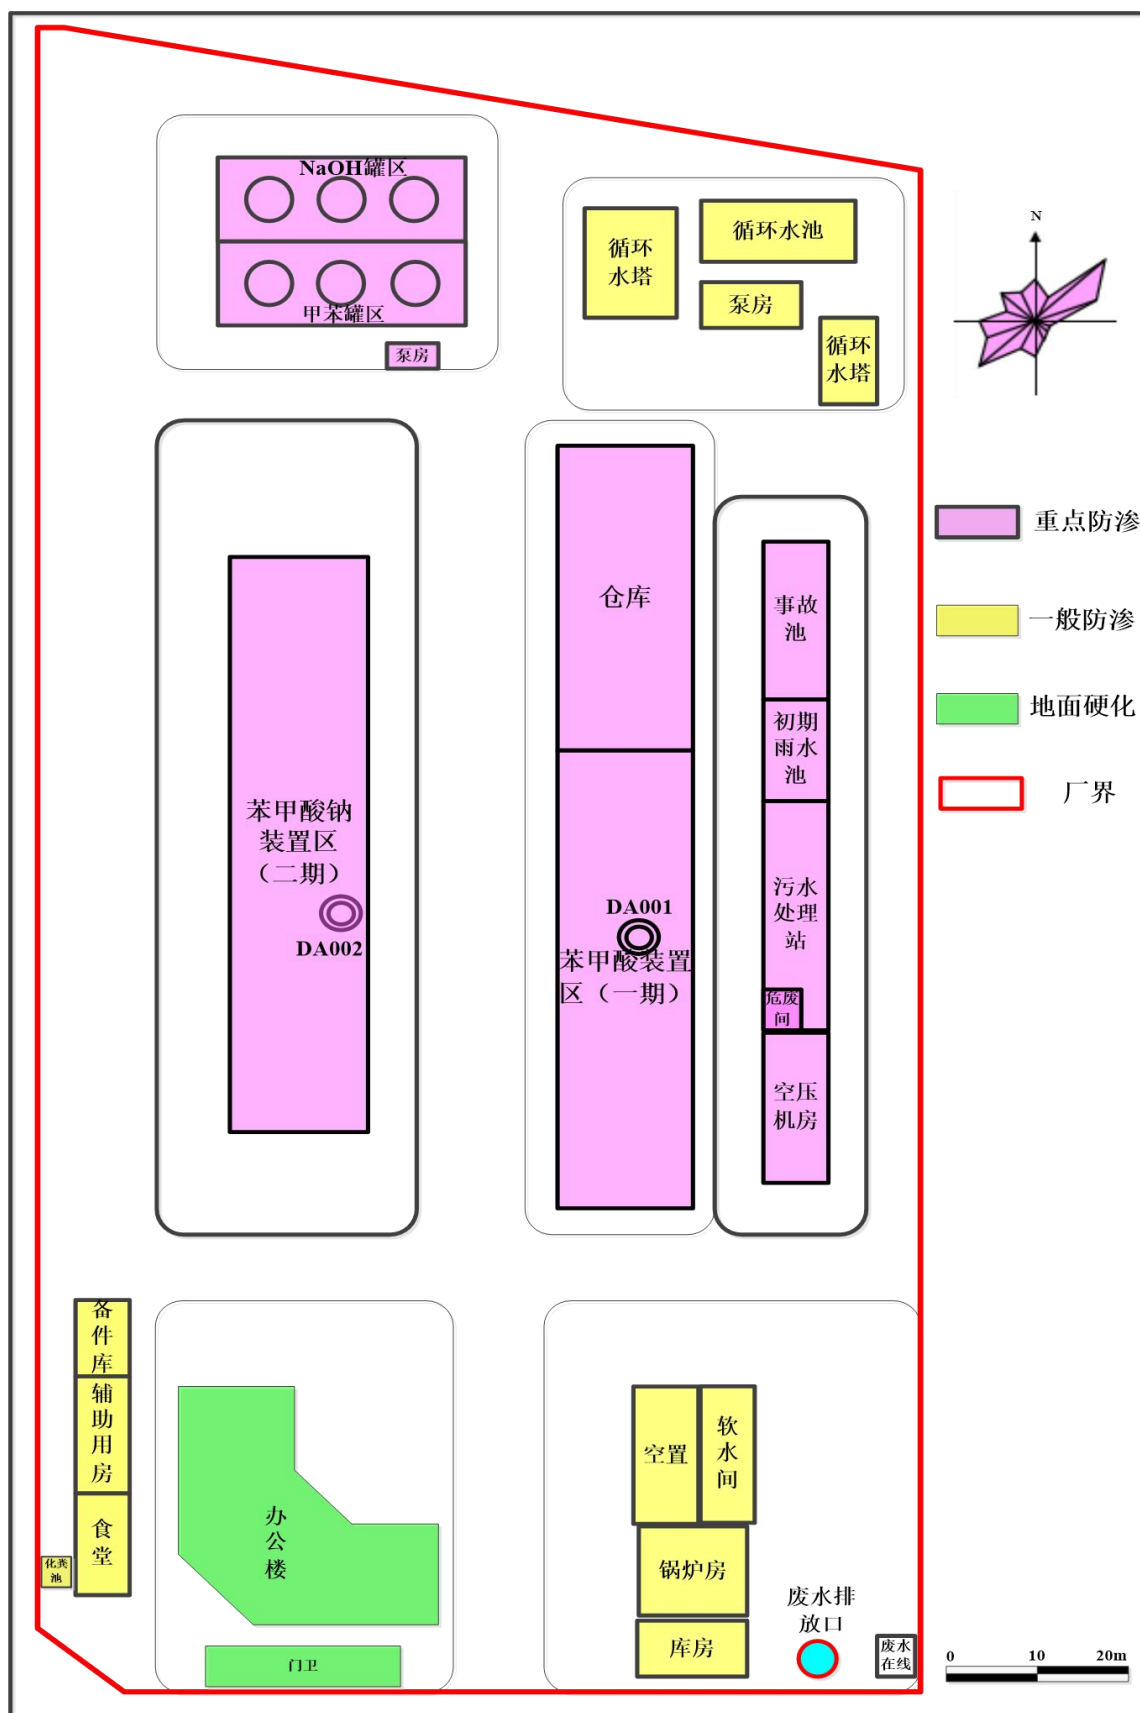 NaOH罐区
甲苯罐区
泵房
循环
水塔
循环水池
泵房
循环
水塔
N
重点防渗
一般防渗
地面硬化
厂界
仓库
事故
池
初期
雨水
池
苯甲酸钠
装置区
（二期）
DA002
DA001
苯甲酸装置
区（一期）
污水
处理
站
危废
间
空压
机房
备
件
库
辅
助
用
房
食
堂
化粪
池
办
公
楼
门卫
空置
软
水
间
锅炉房
库房
废水排
放口
废水
在线
0 10 20m